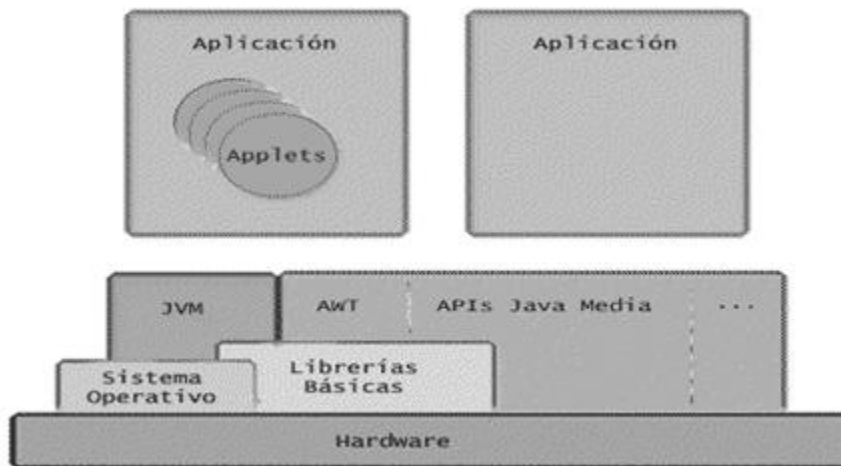 Aplicación
Aplicación
Applets
JVM
AWT
APIs Java Media
...
Sistema
Operativo
Librerías
Básicas
Hardware